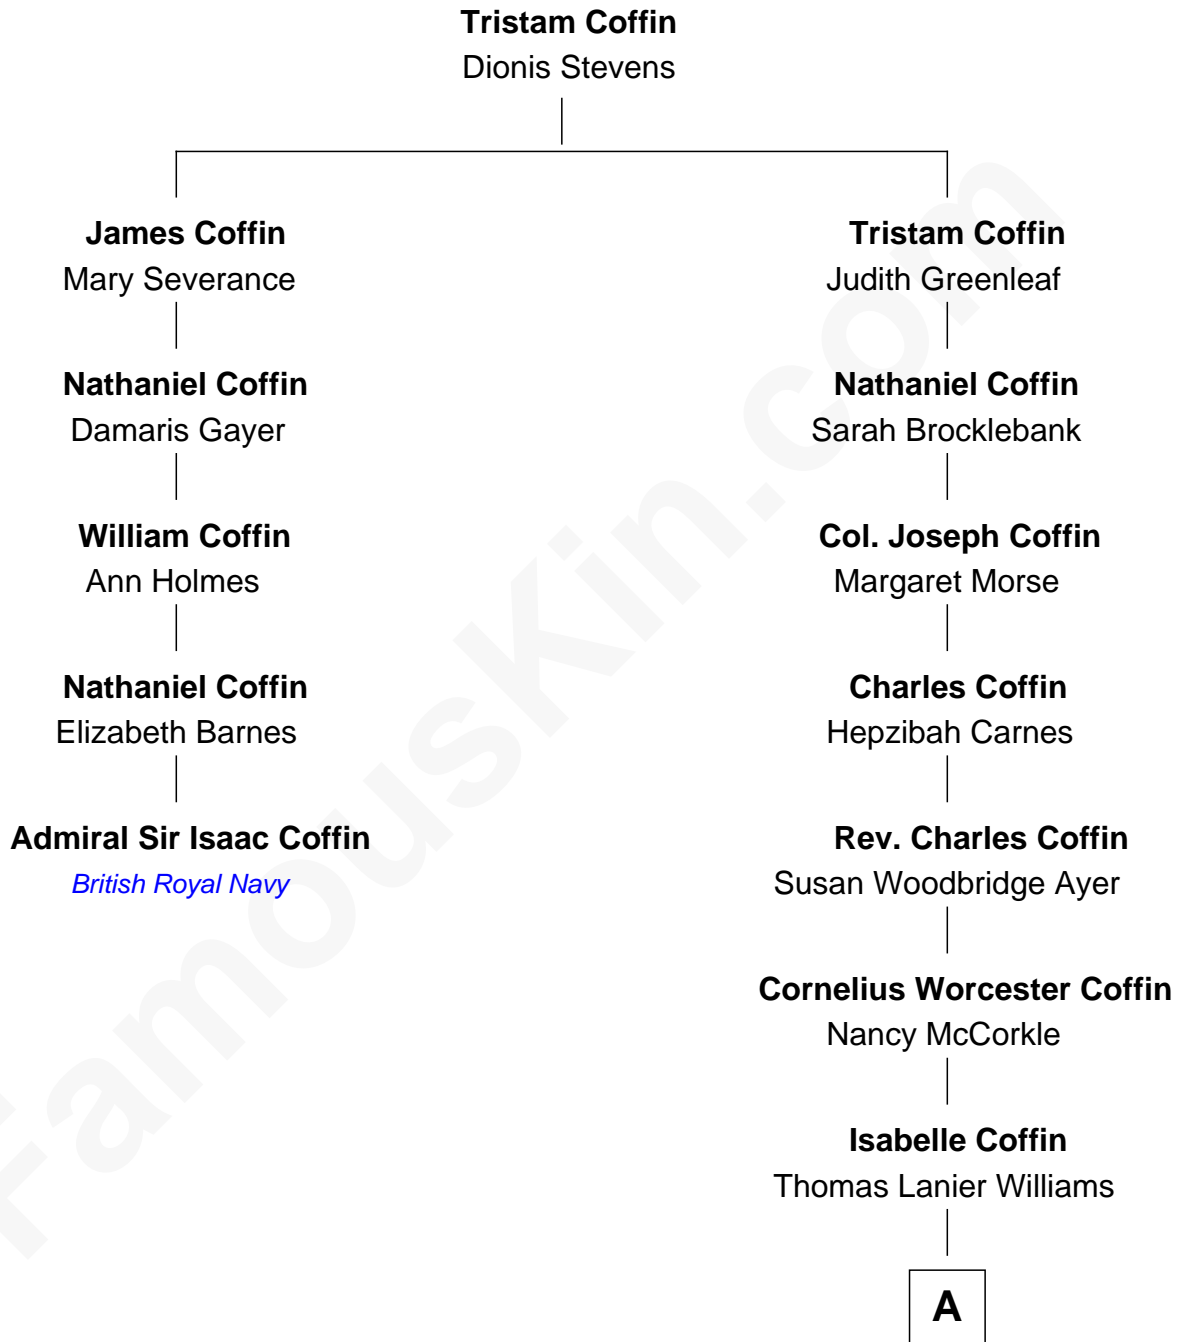 Tristam Coffin
Dionis Stevens
James Coffin
Mary Severance
Tristam Coffin
Judith Greenleaf
Nathaniel Coffin
Damaris Gayer
Nathaniel Coffin
Sarah Brocklebank
William Coffin
Ann Holmes
Col. Joseph Coffin
Margaret Morse
Nathaniel Coffin
Elizabeth Barnes
Charles Coffin
Hepzibah Carnes
Admiral Sir Isaac Coffin
British Royal Navy
Rev. Charles Coffin
Susan Woodbridge Ayer
Cornelius Worcester Coffin
Nancy McCorkle
Isabelle Coffin
Thomas Lanier Williams
A
FamousKin.com